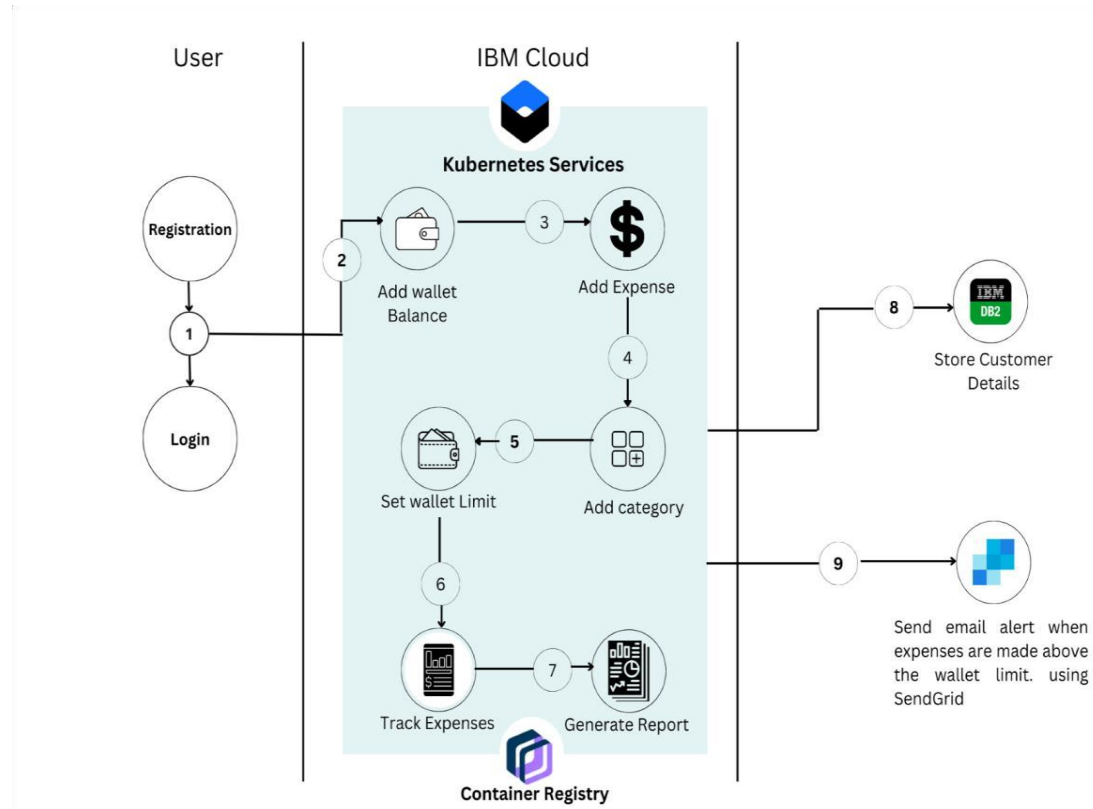 User
IBM Cloud
Kubernetes Services
Registration
1
Login
2
Add wallet
Balance
3
Add Expense
4
Add category
5
Set wallet Limit
6
Track Expenses
7
Generate Report
Container Registry
8
IBM
DB2
Store Customer
Details
9
Send email alert when
expenses are made above
the wallet limit. using
SendGrid